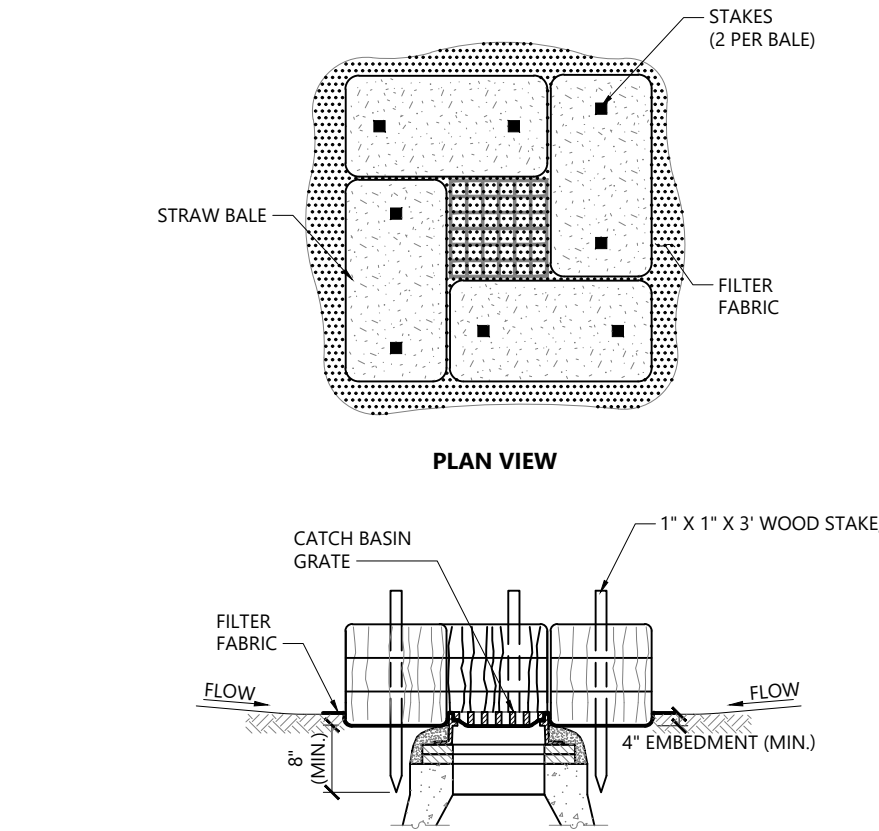 STAKES
(2 PER BALE)
STRAW BALE
FILTER
FABRIC
PLAN VIEW
1" X 1" X 3' WOOD STAKE
CATCH BASIN
GRATE
FILTER
FABRIC
FLOW
FLOW
4" EMBEDMENT (MIN.)
8"
(MIN.)